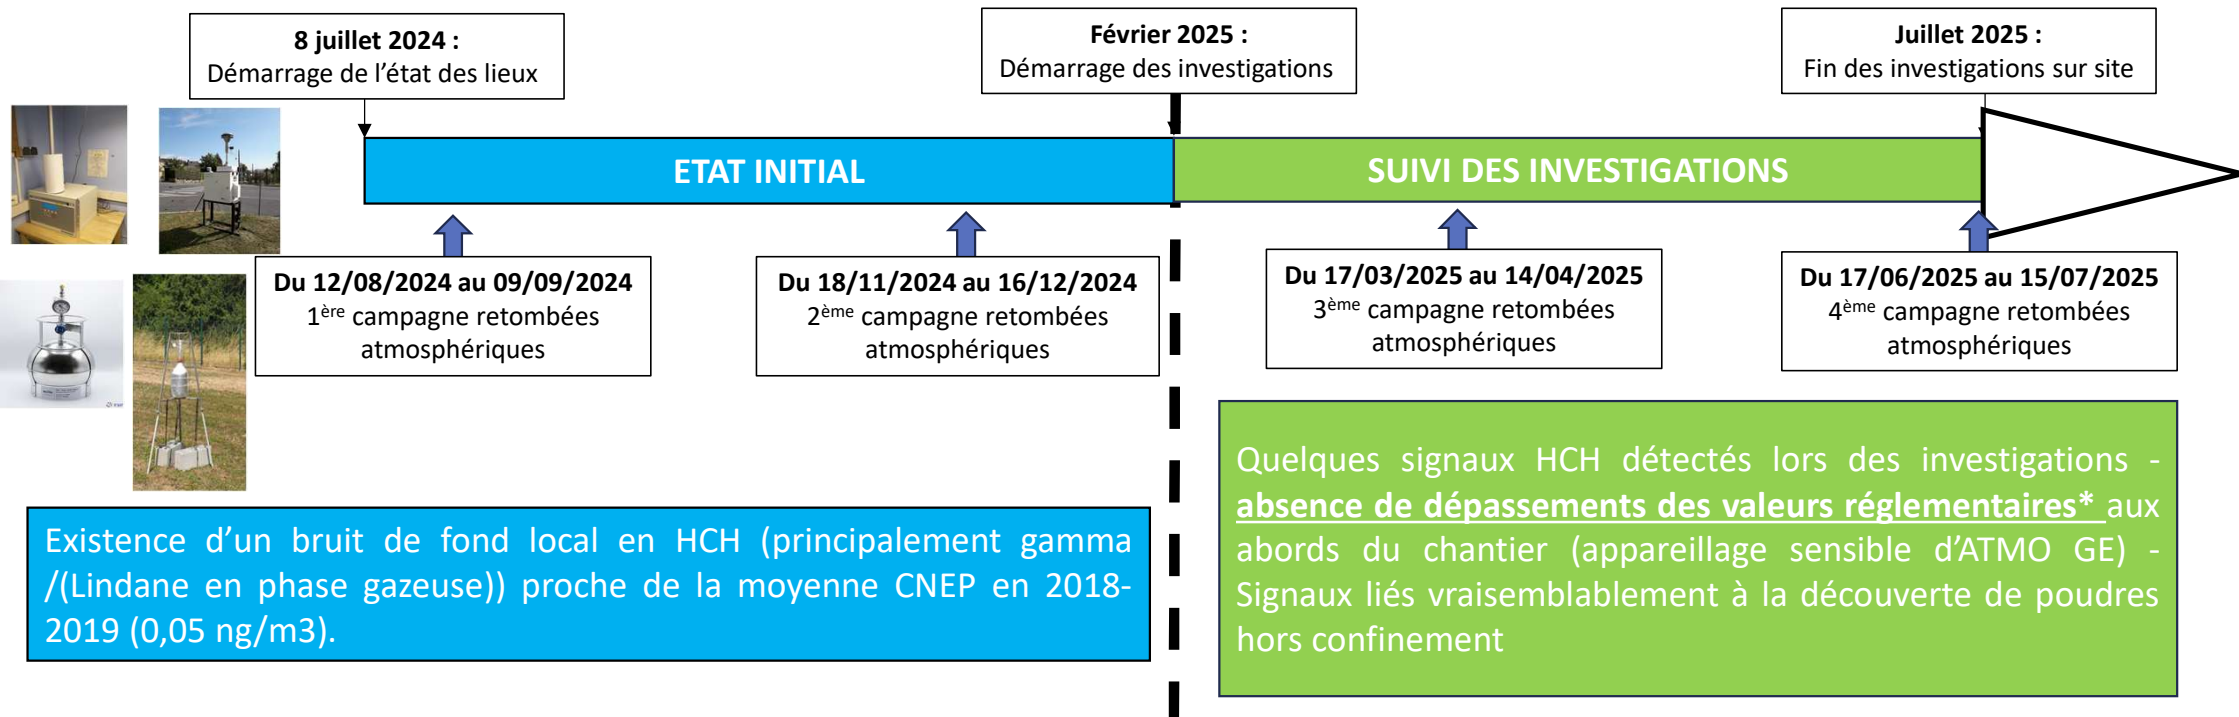 8 juillet 2024 :
Démarrage de l’état des lieux
Février 2025 :
Démarrage des investigations
Juillet 2025 :
Fin des investigations sur site
ETAT INITIAL
SUIVI DES INVESTIGATIONS
Du 12/08/2024 au 09/09/2024
1ère campagne retombées
atmosphériques
Du 18/11/2024 au 16/12/2024
2ème campagne retombées
atmosphériques
Du 17/03/2025 au 14/04/2025
3ème campagne retombées
atmosphériques
Du 17/06/2025 au 15/07/2025
4ème campagne retombées
atmosphériques
Existence d’un bruit de fond local en HCH (principalement gamma
/(Lindane en phase gazeuse)) proche de la moyenne CNEP en 2018-
2019 (0,05 ng/m3).
Quelques signaux HCH détectés lors des investigations -
absence de dépassements des valeurs réglementaires* aux
abords du chantier (appareillage sensible d’ATMO GE) -
Signaux liés vraisemblablement à la découverte de poudres
hors confinement